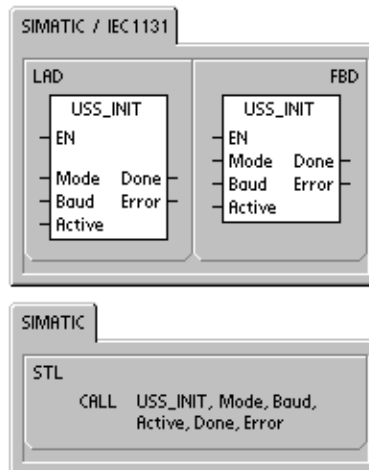 SIMATIC / IEC1131
LAD
USS_INIT
EN
Mode Done
Baud Error
Active
FBD
USS_INIT
EN
Mode Done
Baud Error
Active
SIMATIC
STL
CALL USS_INIT, Mode, Baud,
Active, Done, Error